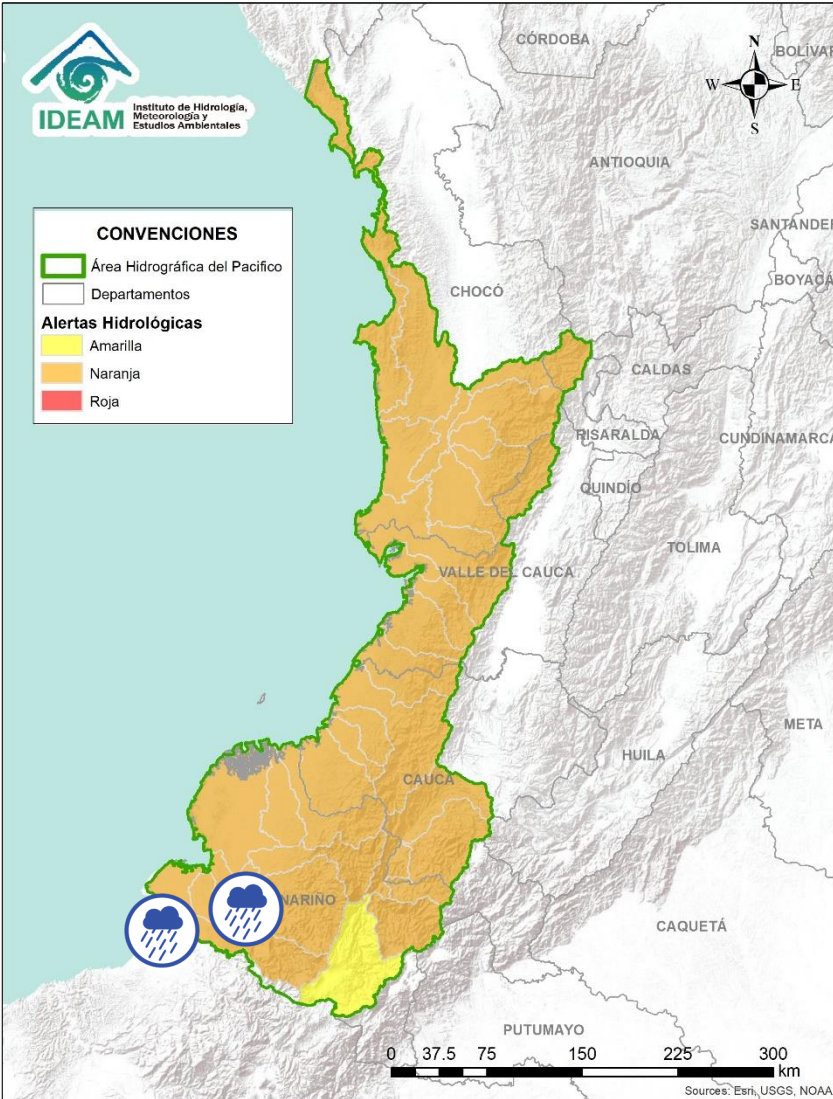 IDEAM
Instituto de Hidrología,
Meteorología y
Estudios Ambientales
N
W
E
S
CÓRDOBA
BOLÍVAR
ANTIOQUIA
SANTANDER
BOYACÁ
CHOCÓ
CALDAS
RISARALDA
CUNDINAMARCA
QUINDÍO
TOLIMA
VALLE DEL CAUCA
META
HUILA
CAUCA
NARIÑO
CAQUETÁ
PUTUMAYO
CONVENCIONES
Área Hidrográfica del Pacifico
Departamentos
Alertas Hidrológicas
Amarilla
Naranja
Roja
0 37.5 75 150 225 300
km
Sources: Esri, USGS, NOAA